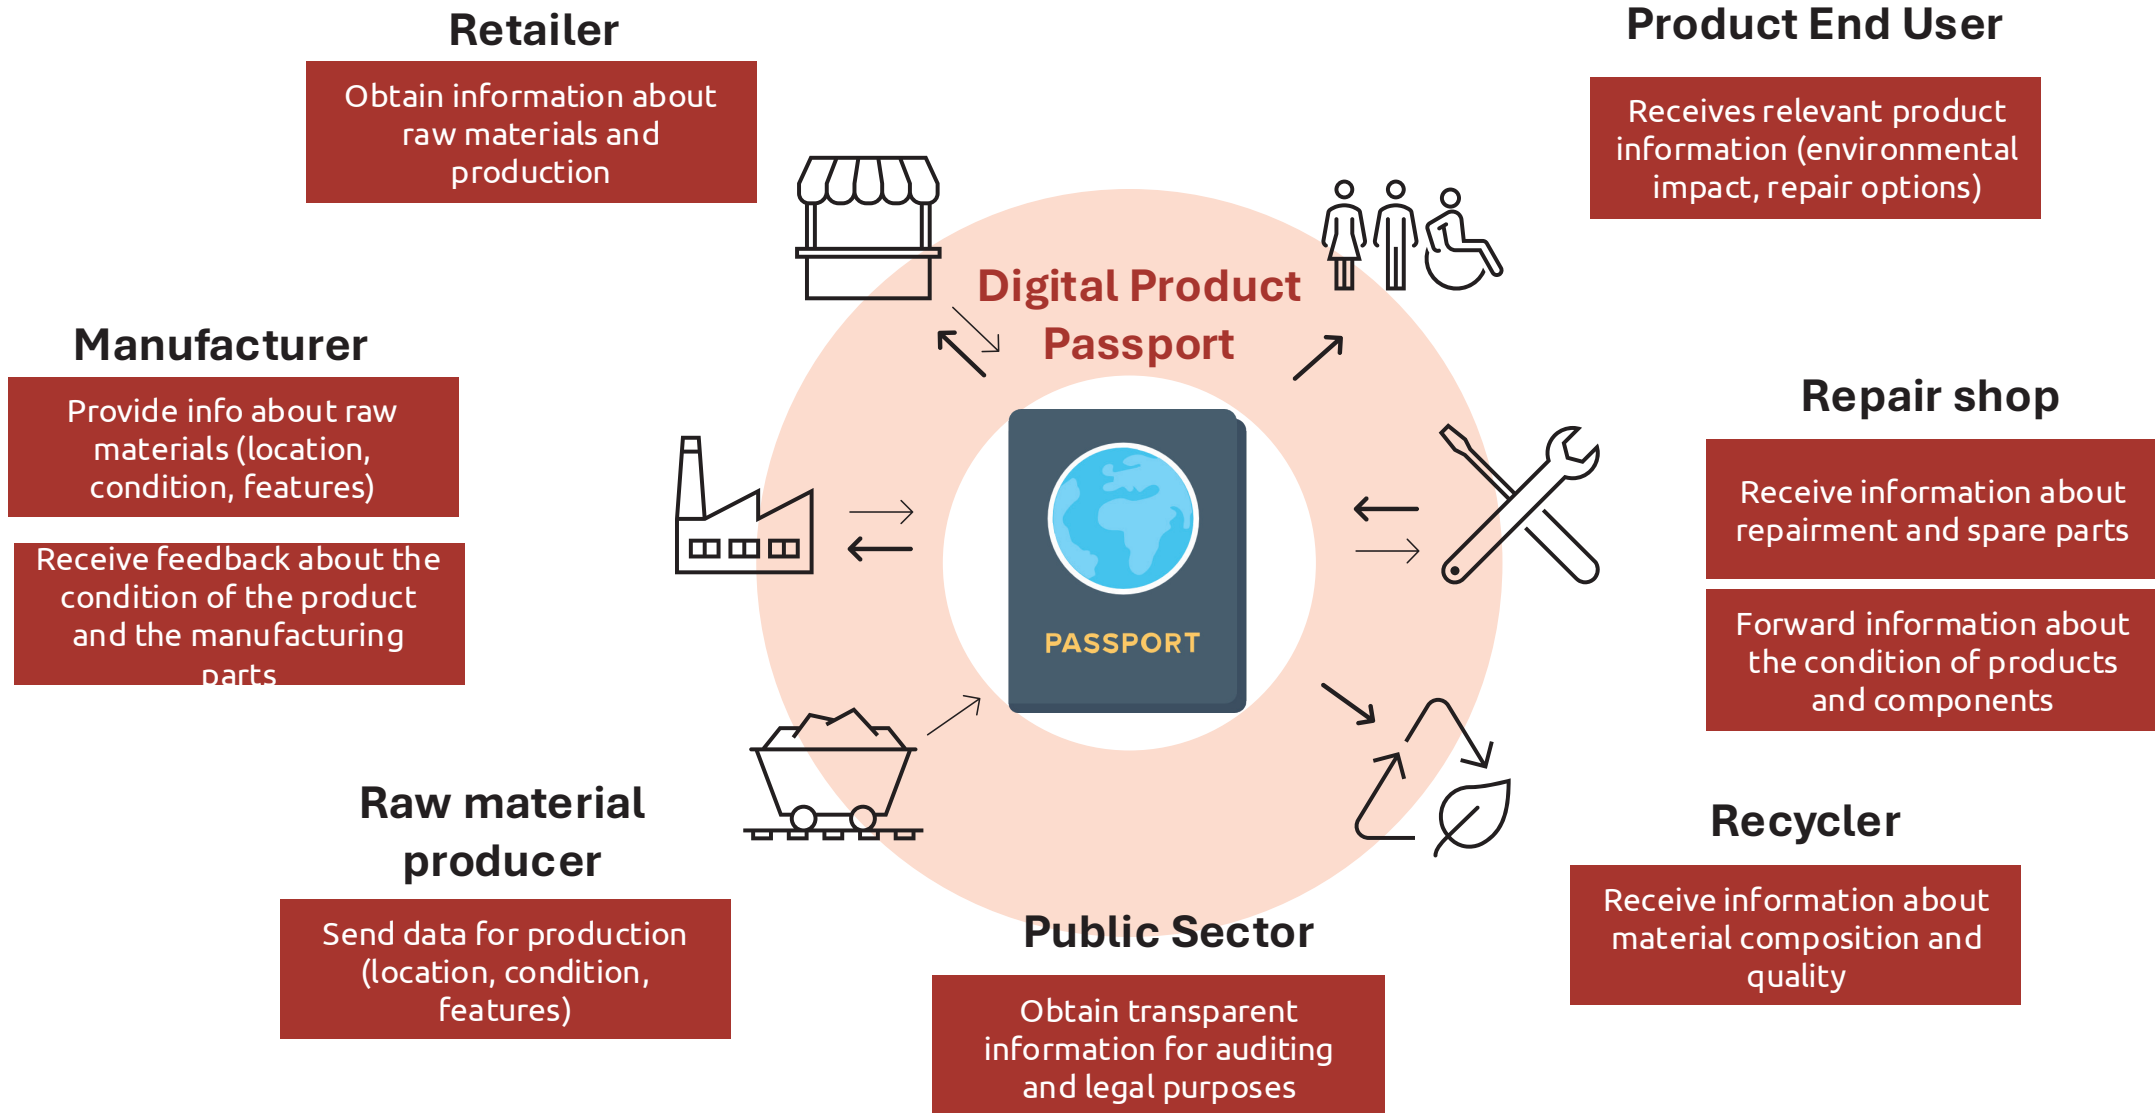 Retailer
Obtain information about
raw materials and
production
Product End User
Receives relevant product
information (environmental
impact, repair options)
Digital Product
Passport
Manufacturer
Provide info about raw
materials (location,
condition, features)
Receive feedback about the
condition of the product
and the manufacturing
parts
PASSPORT
Repair shop
Receive information about
repairment and spare parts
Forward information about
the condition of products
and components
Raw material
producer
Send data for production
(location, condition,
features)
Public Sector
Obtain transparent
information for auditing
and legal purposes
Recycler
Receive information about
material composition and
quality